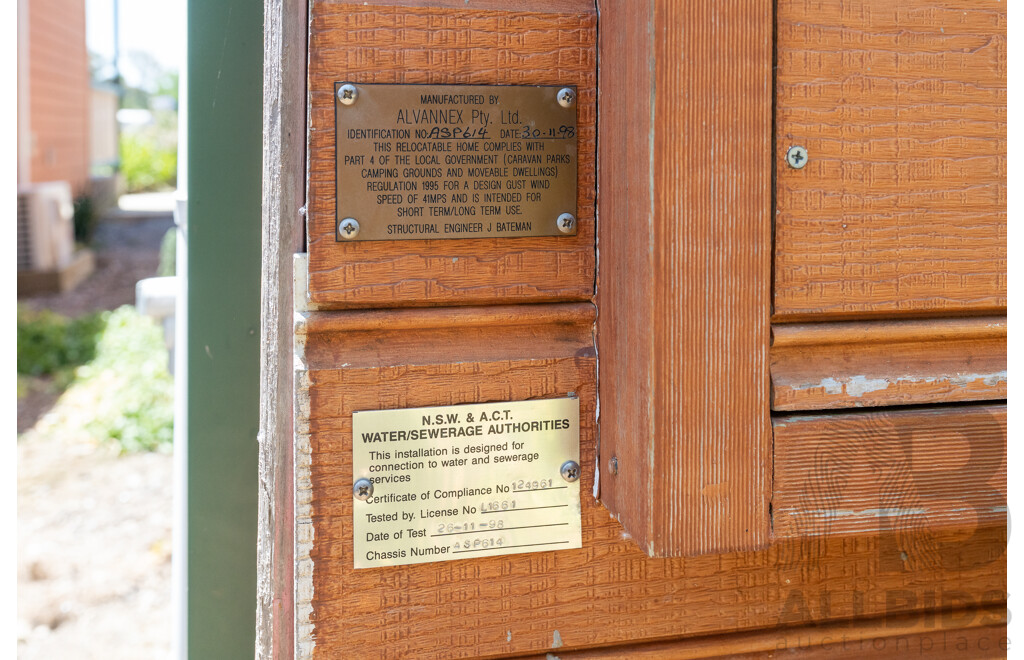 MANUFACTURED BY
ALVANNEX Pty. Ltd.
IDENTIFICATION NO: ASP614 DATE: 30-11-98
THIS RELOCATABLE HOME COMPLIES WITH
PART 4 OF THE LOCAL GOVERNMENT (CARAVAN PARKS
CAMPING GROUNDS AND MOVEABLE DWELLINGS)
REGULATION 1995 FOR A DESIGN GUST WIND
SPEED OF 41MPS AND IS INTENDED FOR
SHORT TERM/LONG TERM USE.
STRUCTURAL ENGINEER J BATEMAN
N.S.W. & A.C.T.
WATER/SEWERAGE AUTHORITIES
This installation is designed for
connection to water and sewerage
services
Certificate of Compliance No
Tested by. License No L1661
Date of Test 26-11-98
Chassis Number ASP614
ALLBIDS
auctionplace